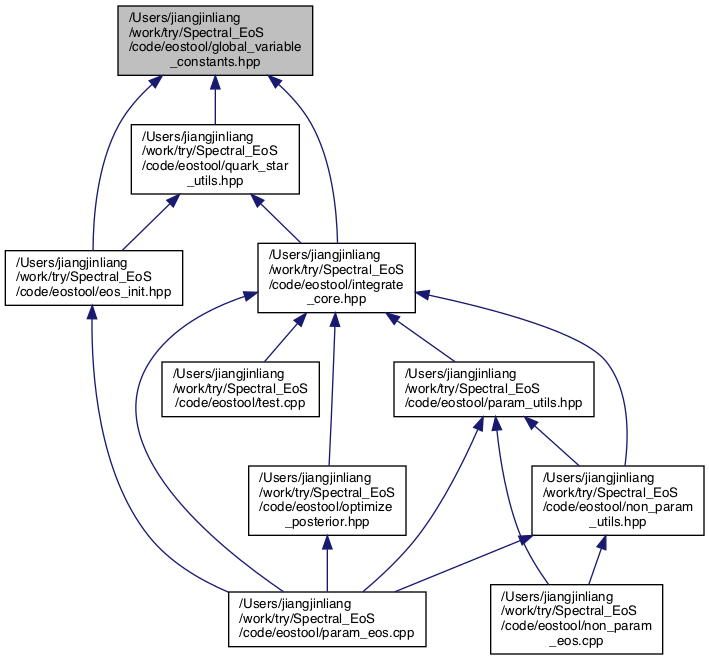 /Users/jiangjinliang
/work/try/Spectral_EoS
/code/eostool/global_variable
_constants.hpp
/Users/jiangjinliang
/work/try/Spectral_EoS
/code/eostool/quark_star
_utils.hpp
/Users/jiangjinliang
/work/try/Spectral_EoS
/code/eostool/eos_init.hpp
/Users/jiangjinliang
/work/try/Spectral_EoS
/code/eostool/integrate
_core.hpp
/Users/jiangjinliang
/work/try/Spectral_EoS
/code/eostool/test.cpp
/Users/jiangjinliang
/work/try/Spectral_EoS
/code/eostool/param_utils.hpp
/Users/jiangjinliang
/work/try/Spectral_EoS
/code/eostool/optimize
_posterior.hpp
/Users/jiangjinliang
/work/try/Spectral_EoS
/code/eostool/non_param
_utils.hpp
/Users/jiangjinliang
/work/try/Spectral_EoS
/code/eostool/param_eos.cpp
/Users/jiangjinliang
/work/try/Spectral_EoS
/code/eostool/non_param
_eos.cpp